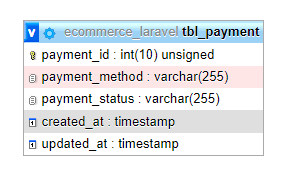 v ecommerce_laravel tbl_payment
payment_id : int(10) unsigned
payment_method : varchar(255)
payment_status : varchar(255)
created_at : timestamp
updated_at : timestamp